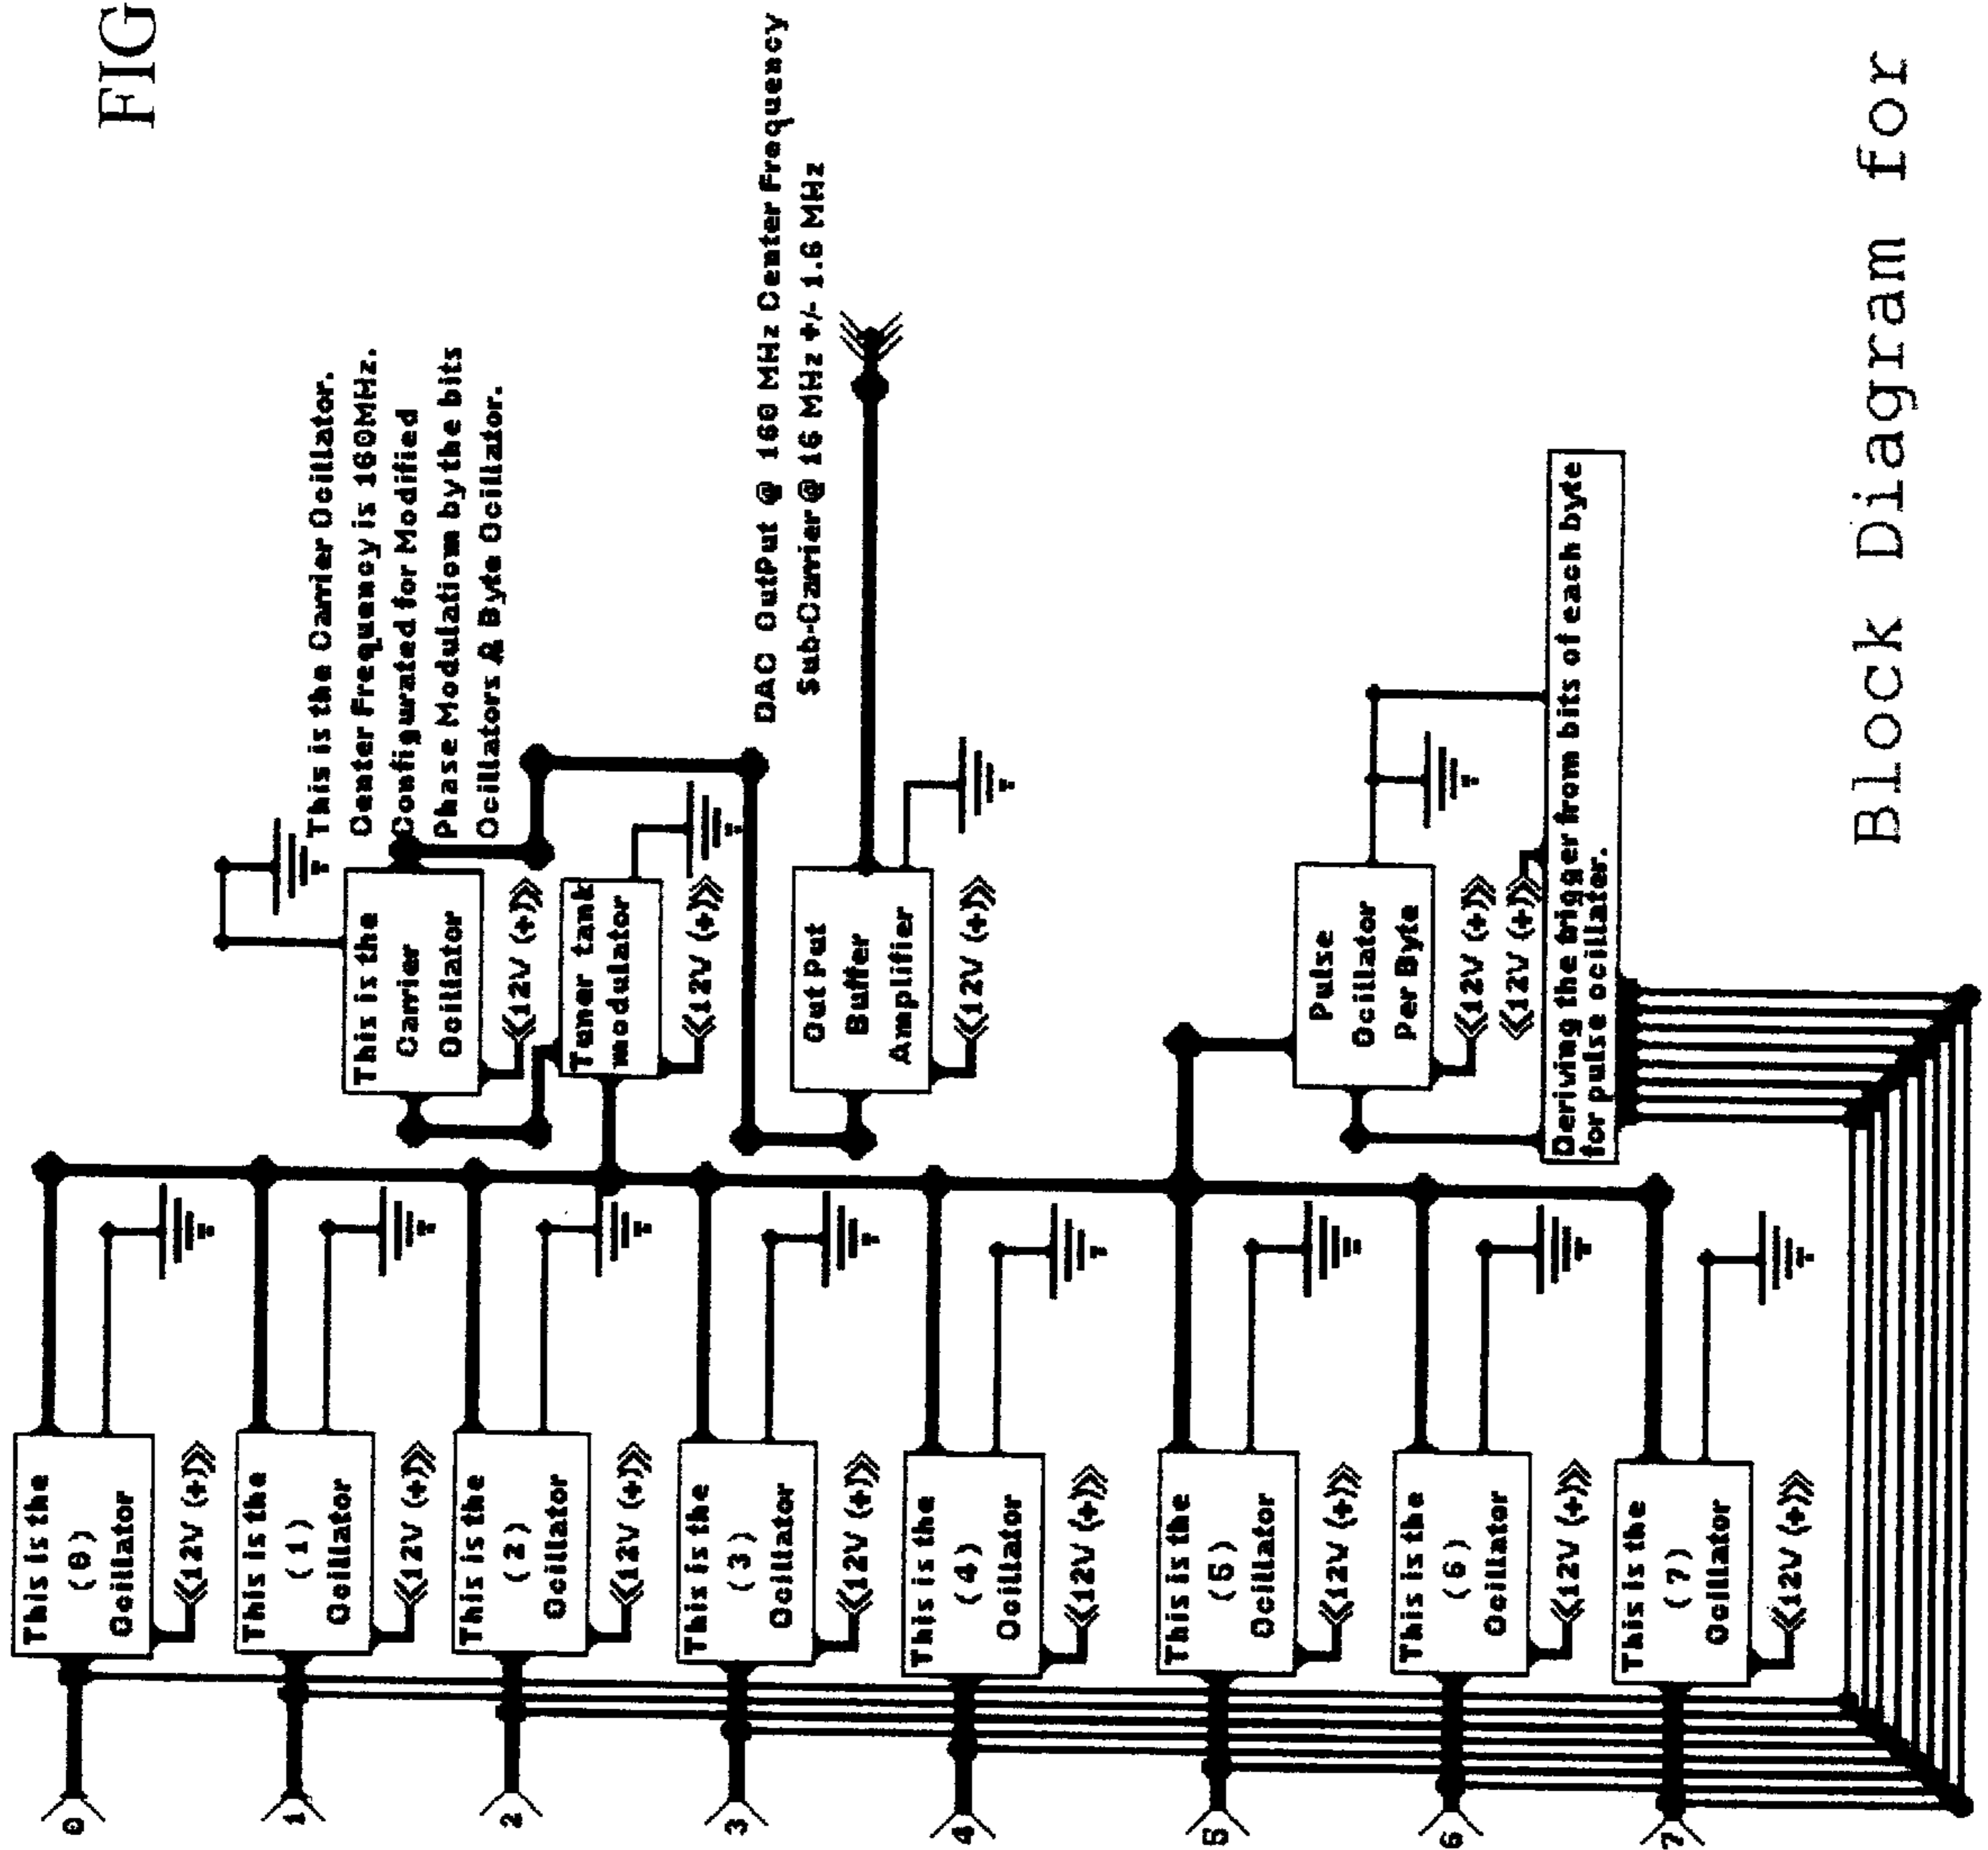 FIG
0
This is the
(0)
Ocillator
12V (+)
1
This is the
(1)
Ocillator
12V (+)
2
This is the
(2)
Ocillator
12V (+)
3
This is the
(3)
Ocillator
12V (+)
4
This is the
(4)
Ocillator
12V (+)
5
This is the
(5)
Ocillator
12V (+)
6
This is the
(6)
Ocillator
12V (+)
7
This is the
(7)
Ocillator
12V (+)
This is the
Carrier
Ocillator
12V (+)
This is the Carrier Ocillator.
Center Frequency is 160MHz.
Configurated for Modified
Phase Modulation by the bits
Ocillators & Byte Ocillator.
Tuner tank
modulator
12V (+)
DAC OutPut @ 160 MHz Center Frequency
Sub-Carrier @ 16 MHz +/- 1.6 MHz
Out Put
Buffer
Amplifier
12V (+)
Pulse
Ocillator
Per Byte
12V (+)
12V (+)
Deriving the trigger from bits of each byte
for pulse ocillater.
Block Diagram for